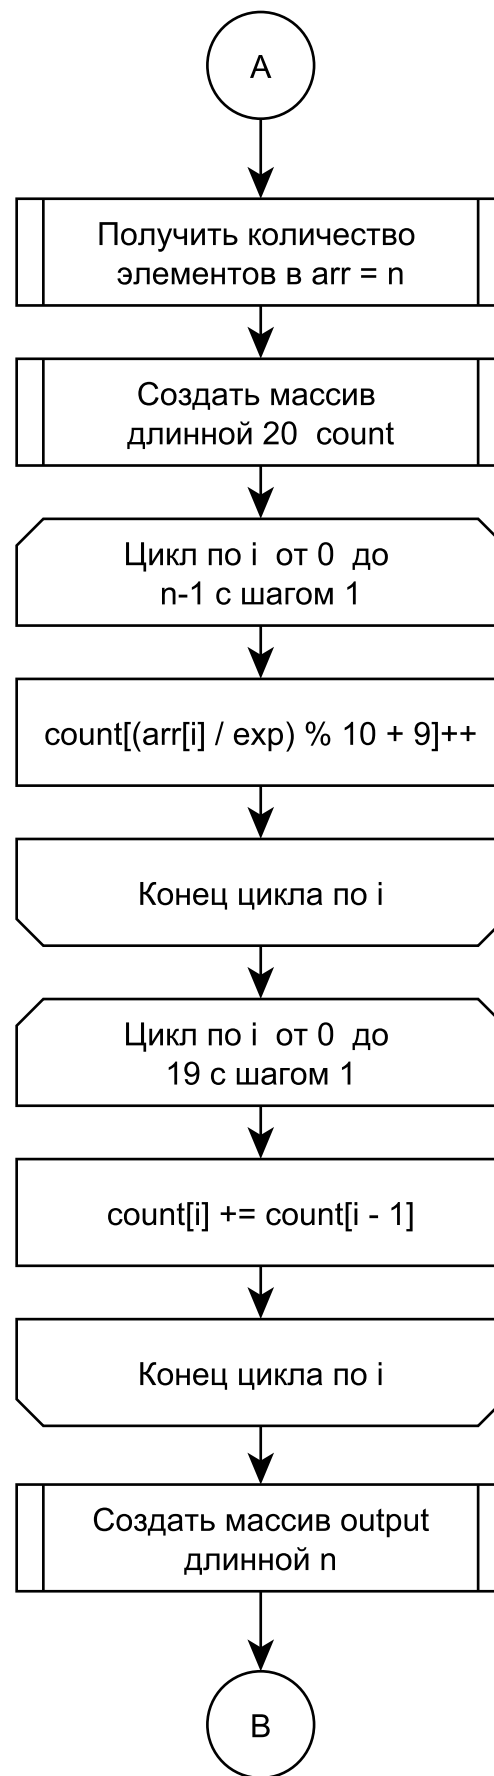 A
Получить количество
элементов в arr = n
Создать массив
длинной 20  count
Цикл по i  от 0  до
n-1 с шагом 1
count[(arr[i] / exp) % 10 + 9]++
Конец цикла по i
Цикл по i  от 0  до
19 с шагом 1
count[i] += count[i - 1]
Конец цикла по i
Создать массив output
длинной n
B